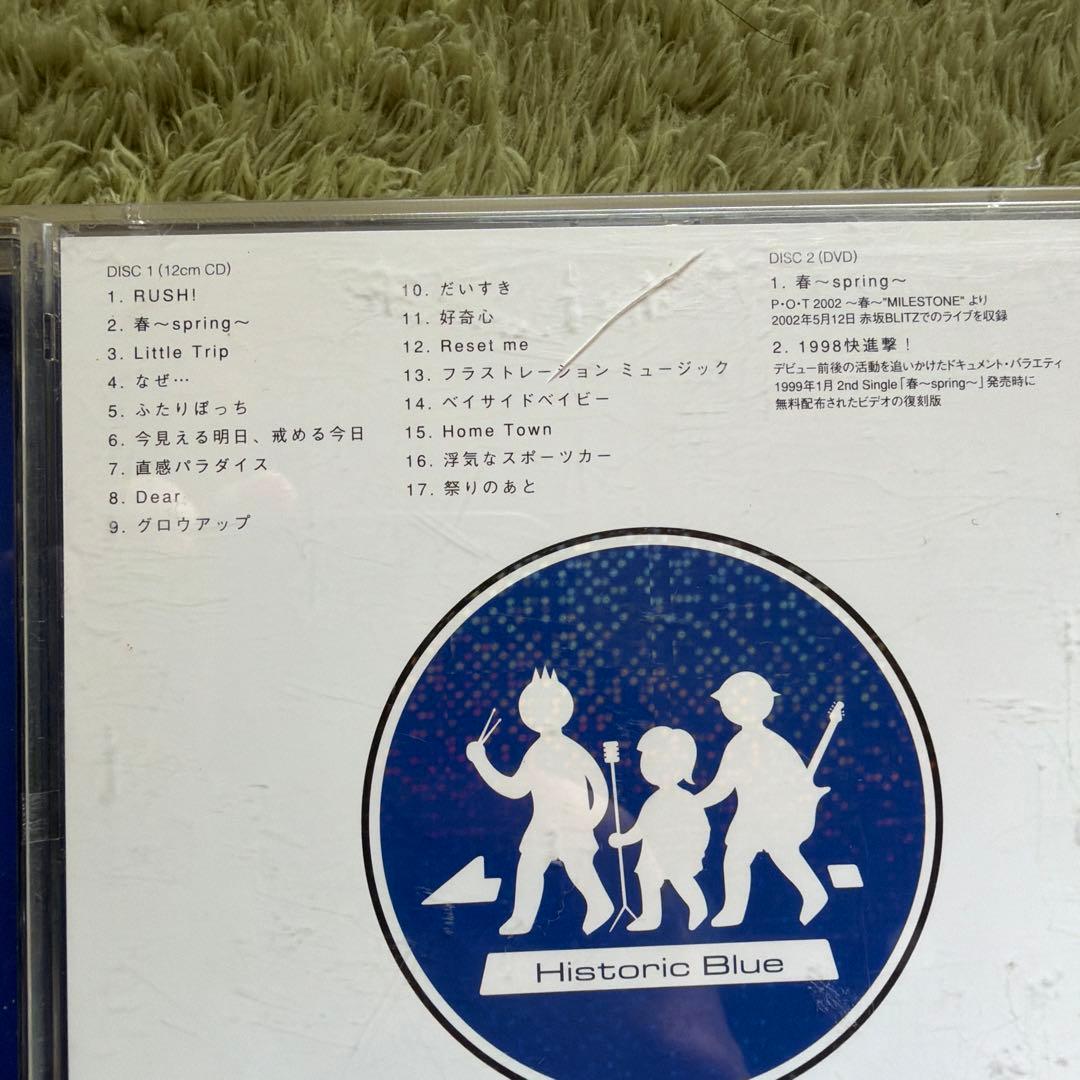 DISC 1 (12cm CD)
1. RUSH!
2. 春〜spring〜
3. Little Trip
4. なぜ…
5. ふたりぼっち
6. 今見える明日、戒める今日
7. 直感パラダイス
8. Dear
9. グロウアップ
10. だいすき
11. 好奇心
12. Reset me
13. フラストレーション ミュージック
14. ベイサイドベイビー
15. Home Town
16. 浮気なスポーツカー
17. 祭りのあと
DISC 2 (DVD)
1. 春〜spring〜
P・O・T 2002 〜春〜"MILESTONE" より
2002年5月12日 赤坂BLITZでのライブを収録
2. 1998快進撃！
デビュー前後の活動を追いかけたドキュメント・バラエティ
1999年1月 2nd Single「春〜spring〜」発売時に
無料配布されたビデオの復刻版
Historic Blue